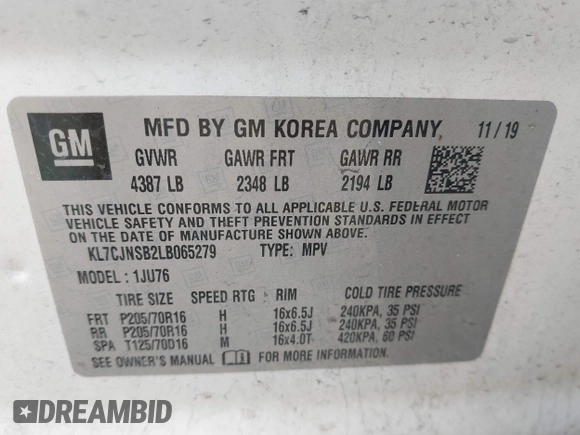 GM MFD BY GM KOREA COMPANY 11/19
GVWR GAWR FRT GAWR RR
4387 LB 2348 LB 2194 LB
THIS VEHICLE CONFORMS TO ALL APPLICABLE U.S. FEDERAL MOTOR
VEHICLE SAFETY AND THEFT PREVENTION STANDARDS IN EFFECT
ON THE DATE OF MANUFACTURE SHOWN ABOVE.
KL7CJNSB2LB065279 TYPE: MPV
MODEL: 1JU76
TIRE SIZE SPEED RTG RIM COLD TIRE PRESSURE
FRT P205/70R16 H 16x6.5J 240KPA, 35 PSI
RR P205/70R16 H 16x6.5J 240KPA, 35 PSI
SPA T125/70D16 M 16x4.0T 420KPA, 60 PSI
SEE OWNER'S MANUAL FOR MORE INFORMATION
DREAMBID